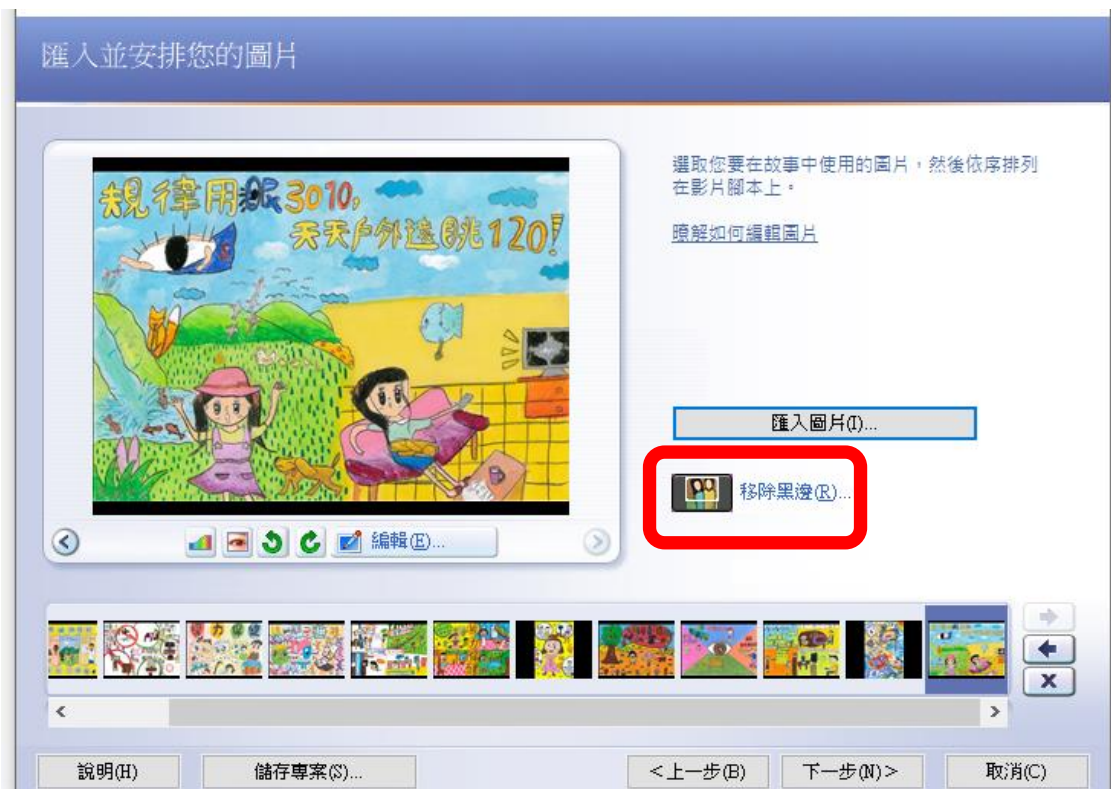 匯入並安排您的圖片
規律用眼3010,
天天戶外遠眺120!
選取您要在故事中使用的圖片，然後依序排列
在影片腳本上。
瞭解如何編輯圖片
匯入圖片(I)...
移除黑邊(R)...
編輯(E)...
說明(H)
儲存專案(S)...
<上一步(B)
下一步(N)>
取消(C)